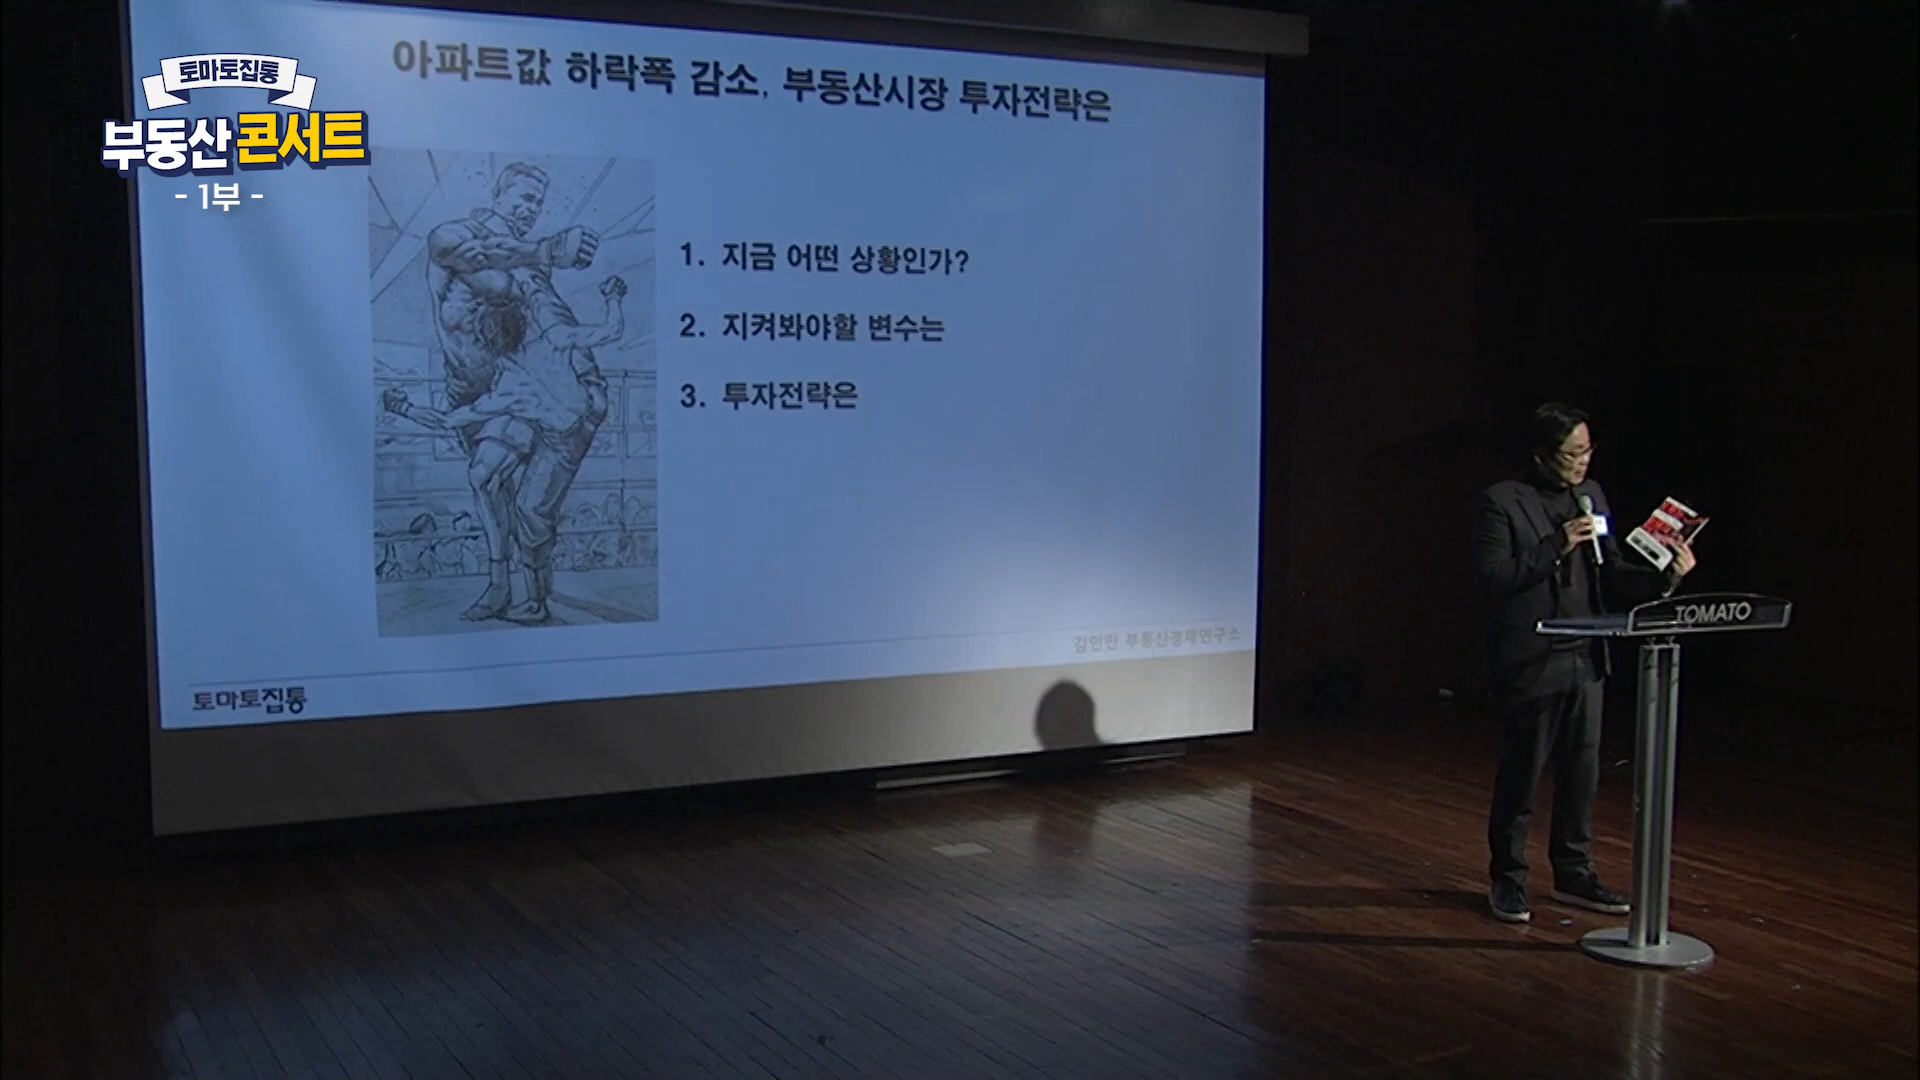 토마토집통
부동산 콘서트
- 1부 -
아파트값 하락폭 감소, 부동산시장 투자전략은
1. 지금 어떤 상황인가?
2. 지켜봐야할 변수는
3. 투자전략은
김인만 부동산경제연구소
토마토집통
TOMATO